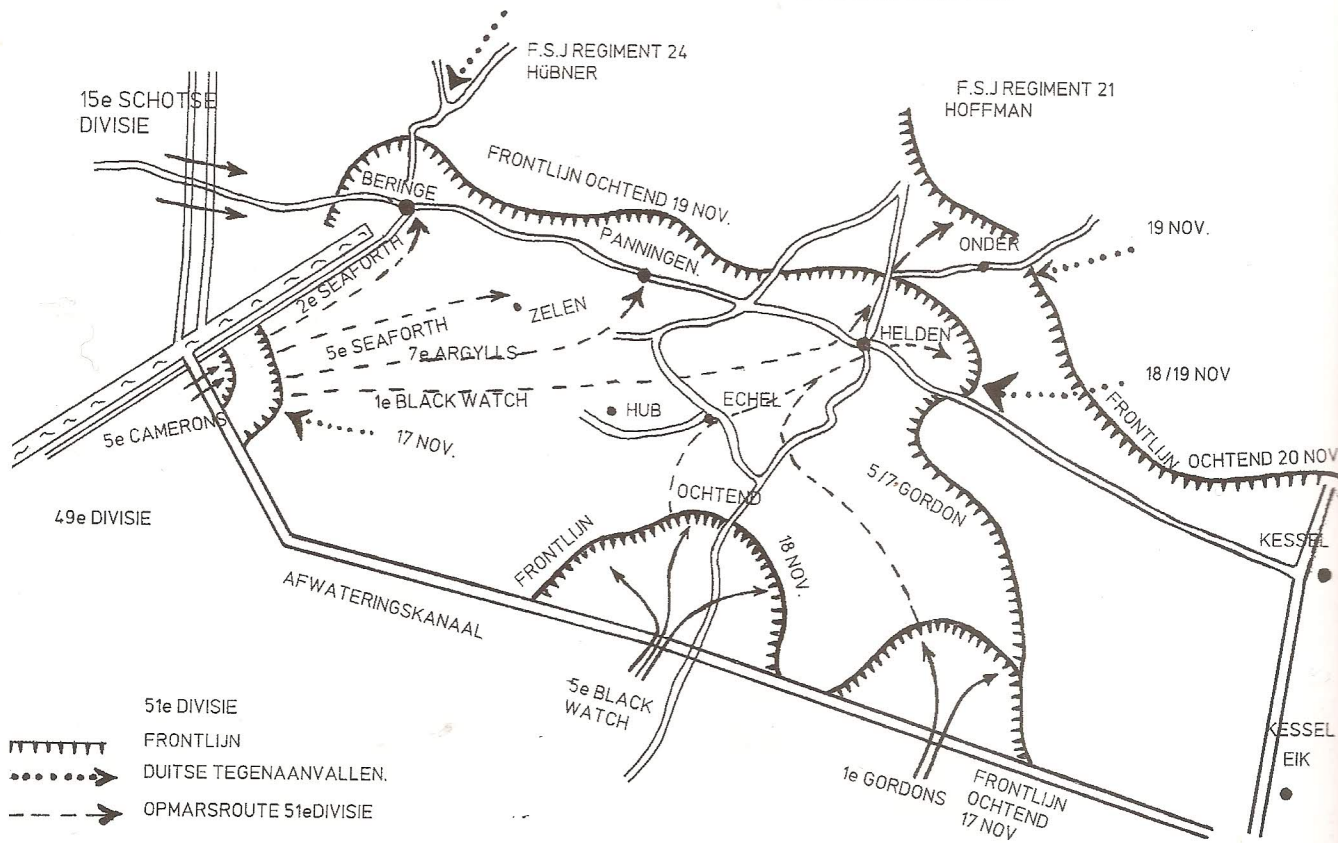 F.S.J REGIMENT 24
HüBNER
F.S.J REGIMENT 21
HOFFMAN
15e SCHOTSE
DIVISIE
FRONTLIJN OCHTEND 19 NOV.
BERINGE
PANNINGEN.
ONDER
19 NOV.
2e SEAFORTH
ZELEN
5e SEAFORTH
HELDEN
7e ARGYLLS
18/19 NOV
1e BLACK WATCH
HUB
ECHEL
5e CAMERONS
17 NOV.
FRONTLIJN
OCHTEND 20 NOV
5/7 GORDON
OCHTEND
49e DIVISIE
FRONTLIJN
18 NOV.
KESSEL
AFWATERINGSKANAAL
5e BLACK
WATCH
KESSEL
EIK
1e GORDONS
FRONTLIJN
OCHTEND
17 NOV
51e DIVISIE
FRONTLIJN
DUITSE TEGENAANVALLEN.
OPMARSROUTE 51eDIVISIE